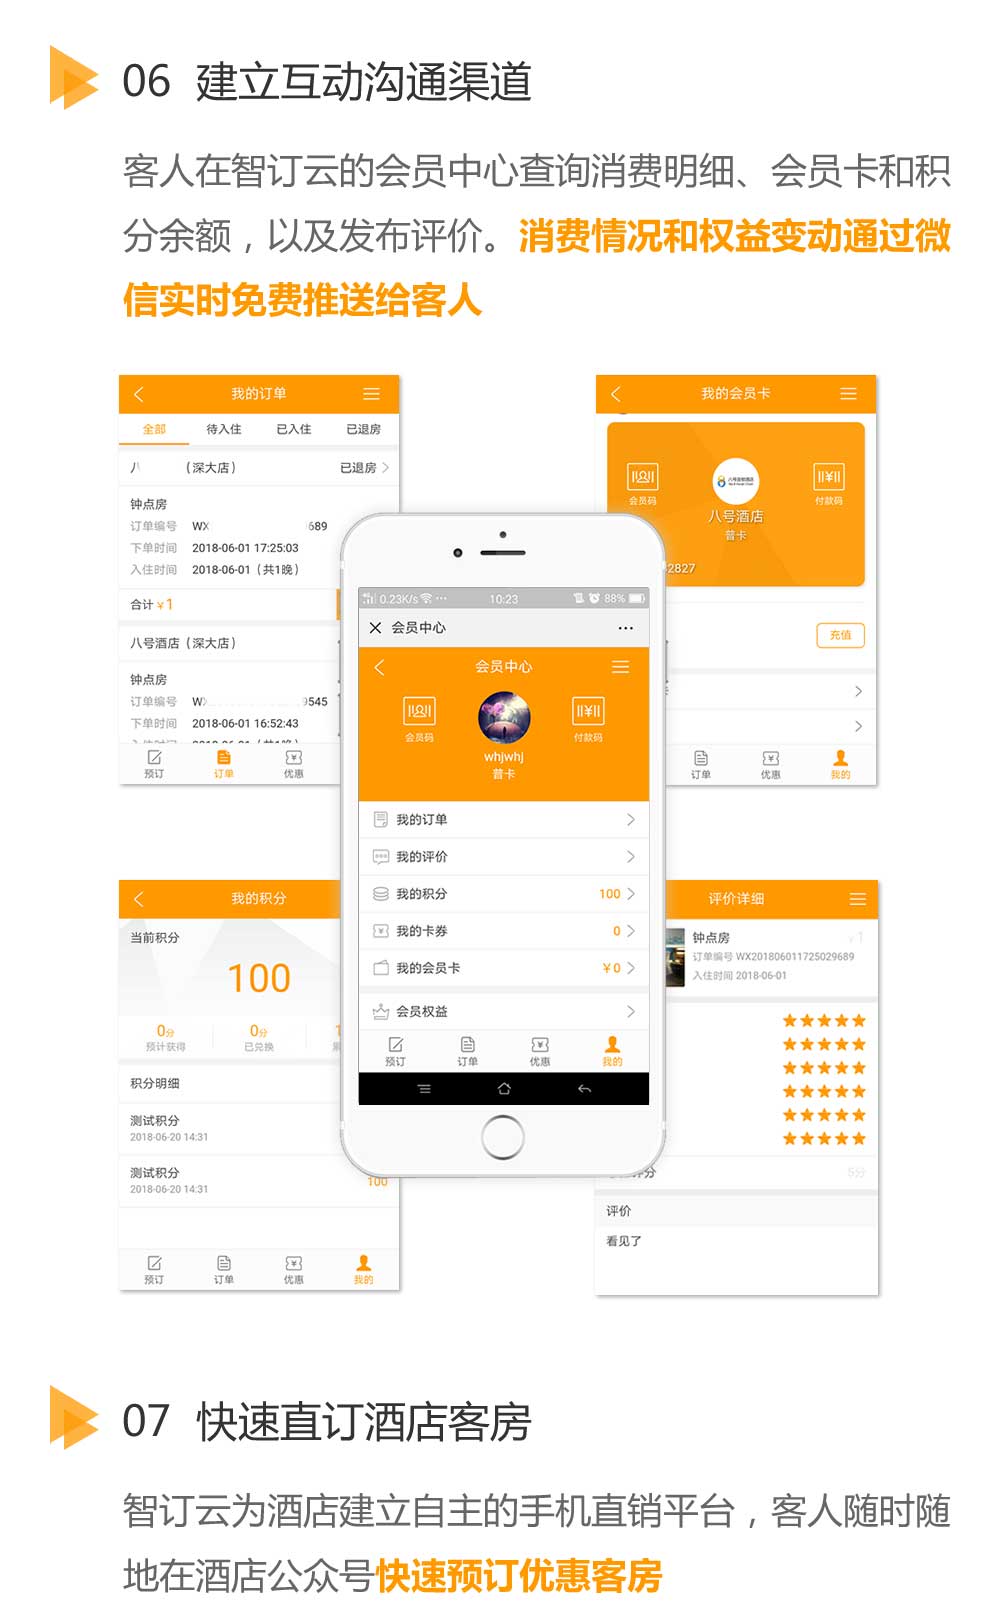 06 建立互动沟通渠道
客人在智订云的会员中心查询消费明细、会员卡和积
分余额，以及发布评价。消费情况和权益变动通过微
信实时免费推送给客人
我的订单
全部 待入住 已入住 已退房
八 （深大店） 已退房
钟点房
订单编号 WX 689
下单时间 2018-06-01 17:25:03
入住时间 2018-06-01（共1晚）
合计 ¥1
八号酒店（深大店）
钟点房
订单编号 WX 9545
下单时间 2018-06-01 16:52:43
预订 订单 优惠
我的会员卡
会员码
付款码
八号酒店
普卡
2827
充值
订单 优惠 我的
0.23K/s 10:23 88%
会员中心
会员中心
会员码
付款码
whjwhj
普卡
我的订单
我的评价
我的积分 100
我的卡券 0
我的会员卡 ¥0
会员权益
预订 订单 优惠 我的
我的积分
当前积分
100
0分 0分 1
预计获得 已兑换
积分明细
测试积分
2018-06-20 14:31
测试积分
2018-06-20 14:31
100
预订 订单 优惠 我的
评价详细
钟点房 ¥1
订单编号 WX201806011725029689
入住时间 2018-06-01
分 5分
评价
看见了
07 快速直订酒店客房
智订云为酒店建立自主的手机直销平台，客人随时随
地在酒店公众号快速预订优惠客房